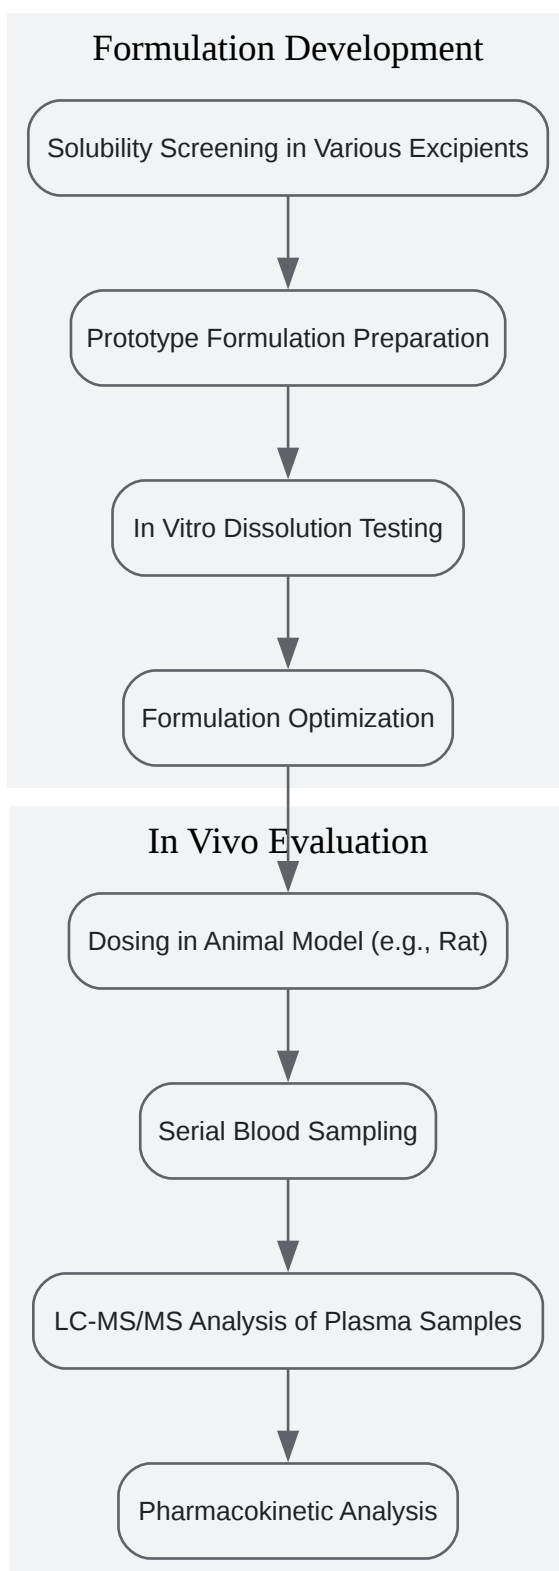 Formulation Development
Solubility Screening in Various Excipients
Prototype Formulation Preparation
In Vitro Dissolution Testing
Formulation Optimization
In Vivo Evaluation
Dosing in Animal Model (e.g., Rat)
Serial Blood Sampling
LC-MS/MS Analysis of Plasma Samples
Pharmacokinetic Analysis